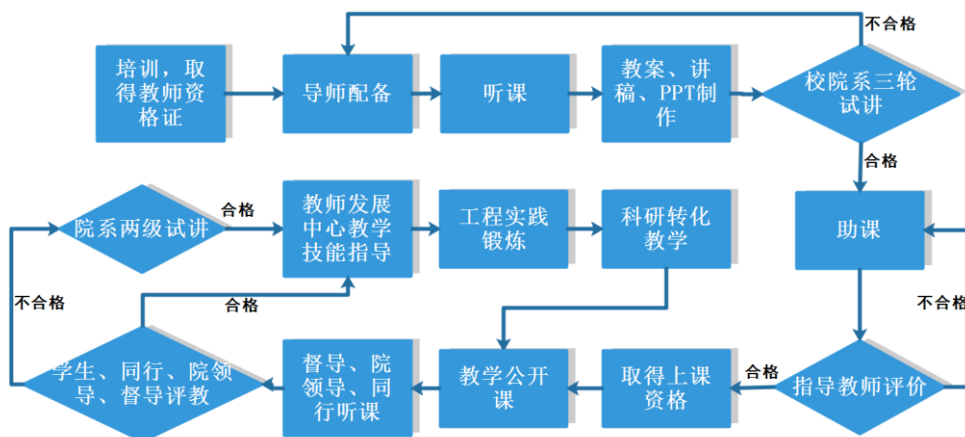 不合格
培训，取
得教师资
格证
导师配备
听课
教案、讲
稿、PPT制
作
校院系三轮
试讲
合格
院系两级试讲
合格
教师发展
中心教学
技能指导
工程实践
锻炼
科研转化
教学
助课
不合格
合格
不合格
学生、同行、院领
导、督导评教
督导、院
领导、同
行听课
教学公开
课
取得上课
资格
合格
指导教师评价